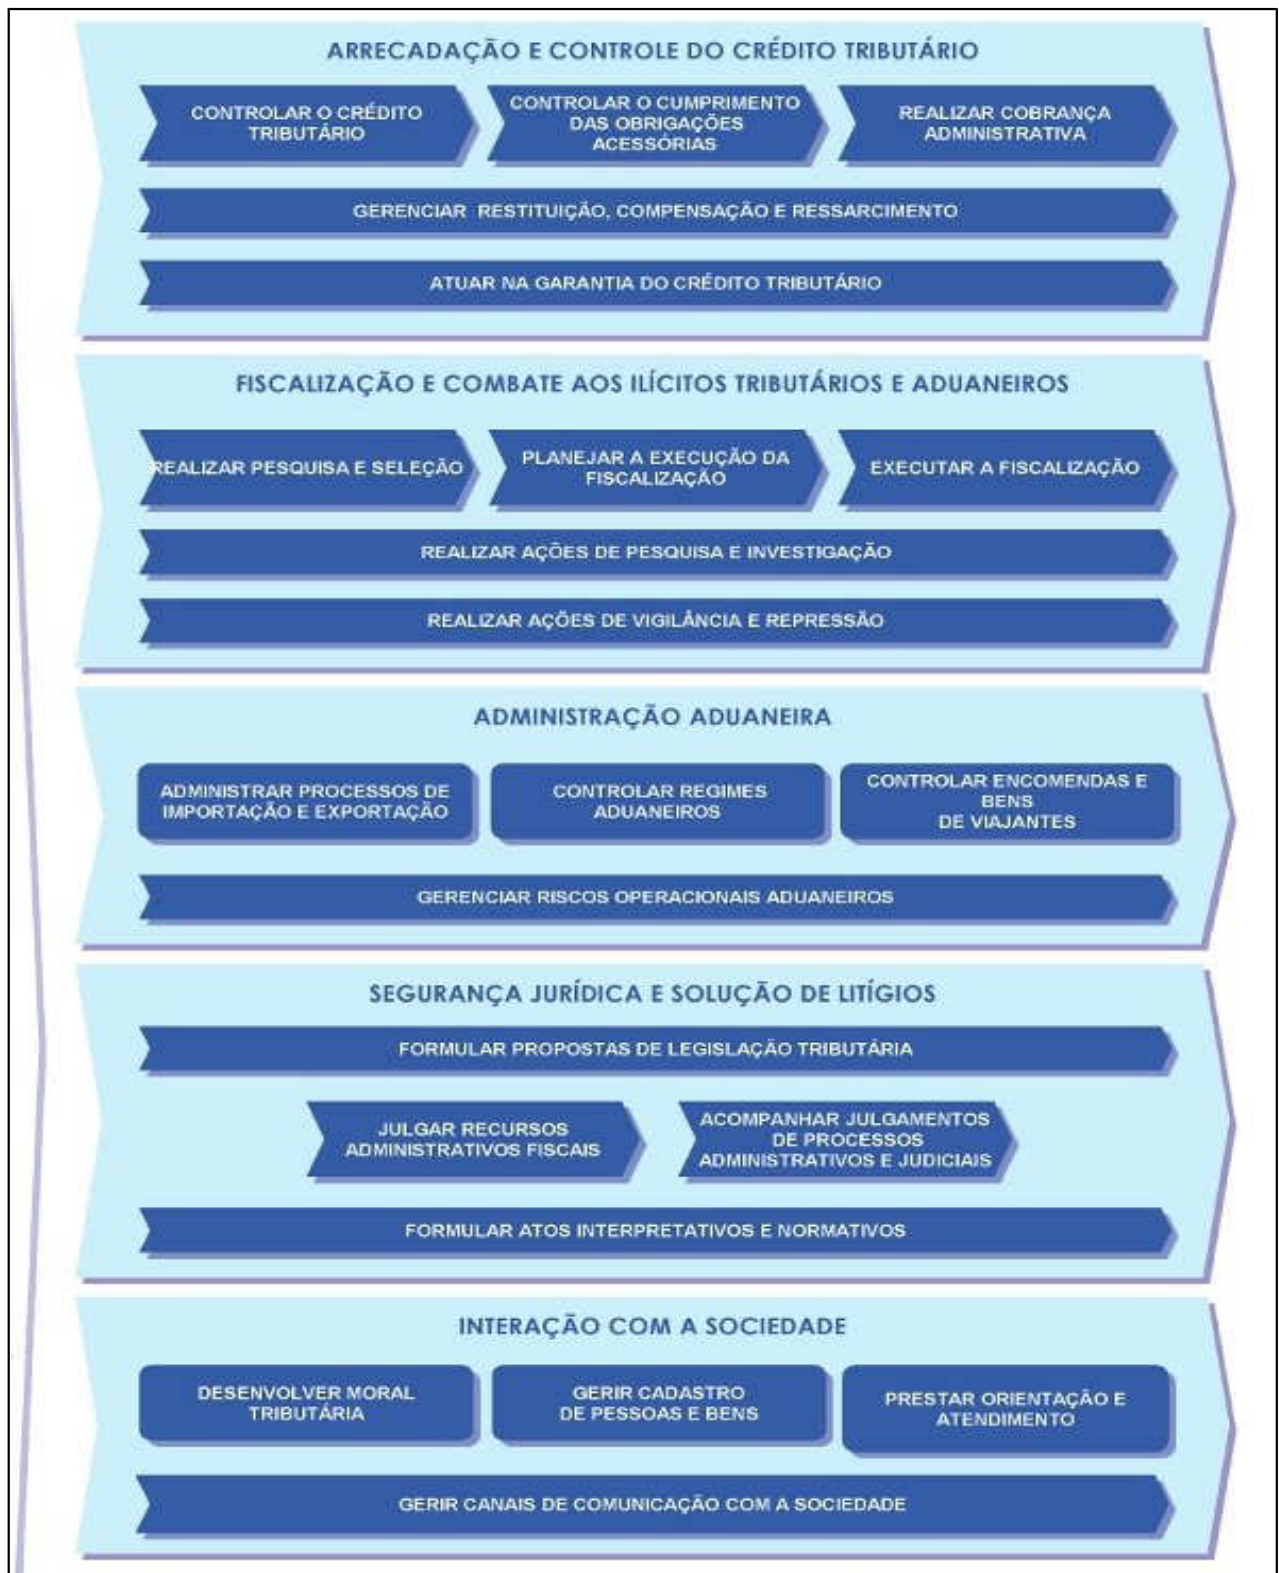 ARRECADAÇÃO E CONTROLE DO CRÉDITO TRIBUTÁRIO
CONTROLAR O CRÉDITO
TRIBUTÁRIO
CONTROLAR O CUMPRIMENTO
DAS OBRIGAÇÕES
ACESSÓRIAS
REALIZAR COBRANÇA
ADMINISTRATIVA
GERENCIAR RESTITUIÇÃO, COMPENSAÇÃO E RESSARCIMENTO
ATUAR NA GARANTIA DO CRÉDITO TRIBUTÁRIO
FISCALIZAÇÃO E COMBATE AOS ILÍCITOS TRIBUTÁRIOS E ADUANEIROS
REALIZAR PESQUISA E SELEÇÃO
PLANEJAR A EXECUÇÃO DA
FISCALIZAÇÃO
EXECUTAR A FISCALIZAÇÃO
REALIZAR AÇÕES DE PESQUISA E INVESTIGAÇÃO
REALIZAR AÇÕES DE VIGILÂNCIA E REPRESSÃO
ADMINISTRAÇÃO ADUANEIRA
ADMINISTRAR PROCESSOS DE
IMPORTAÇÃO E EXPORTAÇÃO
CONTROLAR REGIMES
ADUANEIROS
CONTROLAR ENCOMENDAS E
BENS
DE VIAJANTES
GERENCIAR RISCOS OPERACIONAIS ADUANEIROS
SEGURANÇA JURÍDICA E SOLUÇÃO DE LITÍGIOS
FORMULAR PROPOSTAS DE LEGISLAÇÃO TRIBUTÁRIA
JULGAR RECURSOS
ADMINISTRATIVOS FISCAIS
ACOMPANHAR JULGAMENTOS
DE PROCESSOS
ADMINISTRATIVOS E JUDICIAIS
FORMULAR ATOS INTERPRETATIVOS E NORMATIVOS
INTERAÇÃO COM A SOCIEDADE
DESENVOLVER MORAL
TRIBUTÁRIA
GERIR CADASTRO
DE PESSOAS E BENS
PRESTAR ORIENTAÇÃO E
ATENDIMENTO
GERIR CANAIS DE COMUNICAÇÃO COM A SOCIEDADE